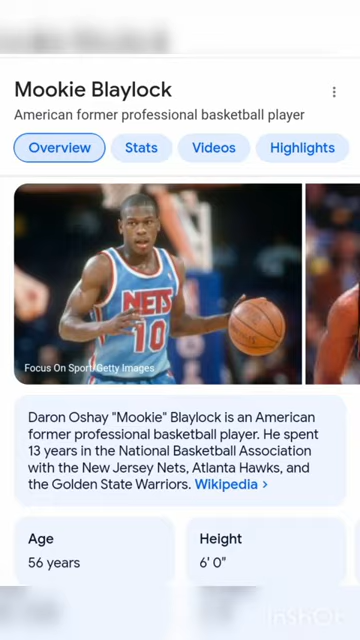 Mookie Blaylock
American former professional basketball player
Overview
Stats
Videos
Highlights
NETS
10
Focus On Sport/Getty Images
Daron Oshay "Mookie" Blaylock is an American
former professional basketball player. He spent
13 years in the National Basketball Association
with the New Jersey Nets, Atlanta Hawks, and
the Golden State Warriors. Wikipedia >
Age
56 years
Height
6' 0"
InShOt